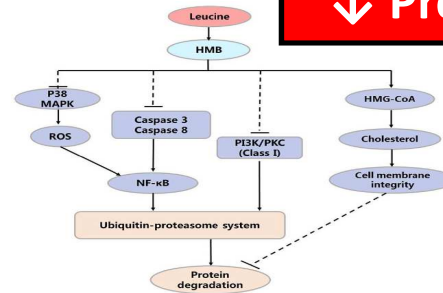 ↓ Pro
Leucine
HMB
P38
MAPK
Caspase 3
Caspase 8
PI3K/PKC
(Class I)
HMG-CoA
ROS
Cholesterol
NF-κB
Cell membrane
integrity
Ubiquitin-proteasome system
Protein
degradation